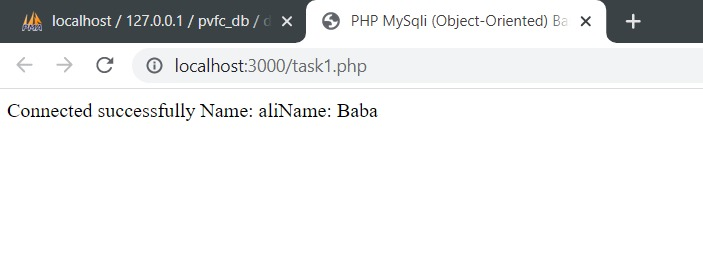 localhost / 127.0.0.1 / pvfc_db / d
PHP MySqli (Object-Oriented) Ba
localhost:3000/task1.php
Connected successfully Name: aliName: Baba